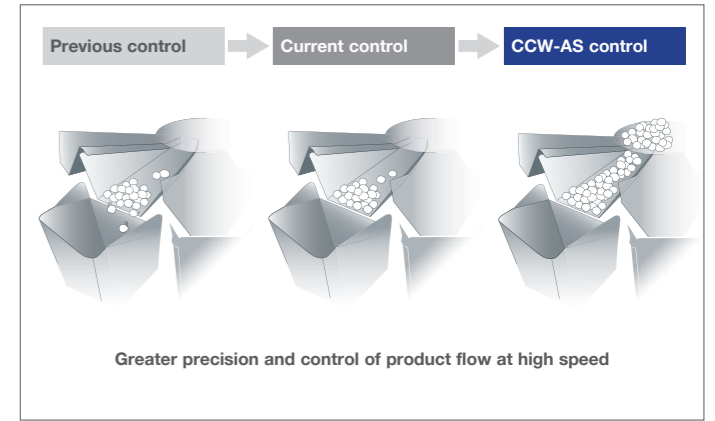 Previous control
Current control
CCW-AS control
Greater precision and control of product flow at high speed